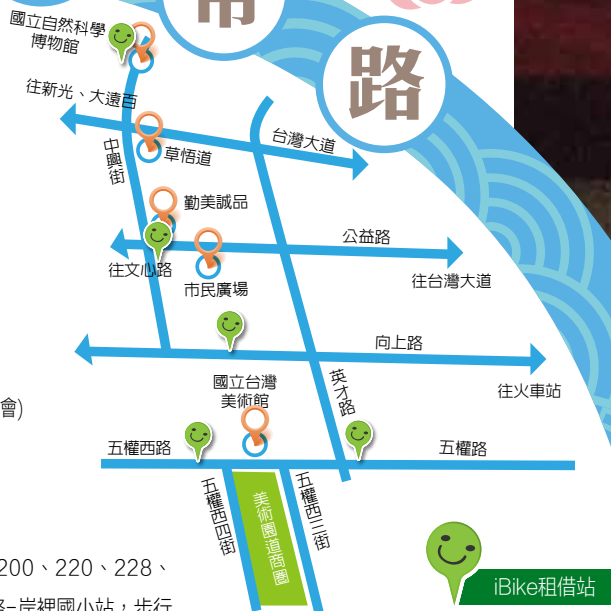 市
路
國立自然科學
博物館
往新光、大遠百
中興街
草悟道
台灣大道
勤美誠品
公益路
往文心路
往台灣大道
市民廣場
向上路
國立台灣
美術館
英才路
往火車站
會)
五權西路
五權路
五權西四街
美術園道商圈
五權西三街
200、220、228、
路-岸裡國小站，步行
iBike租借站